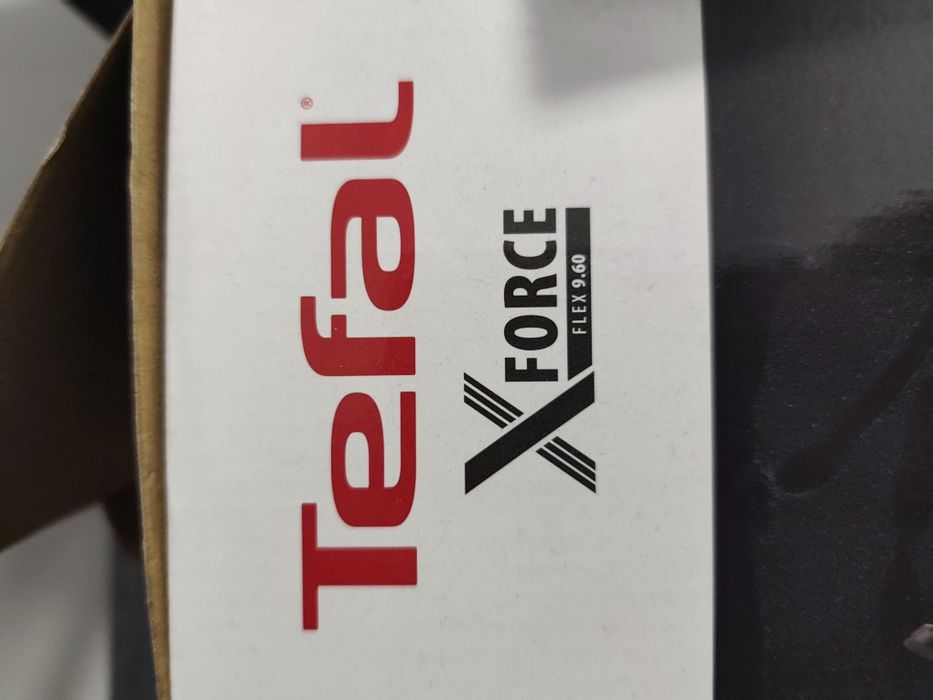 Tefal®
X FORCE
FLEX 9.60